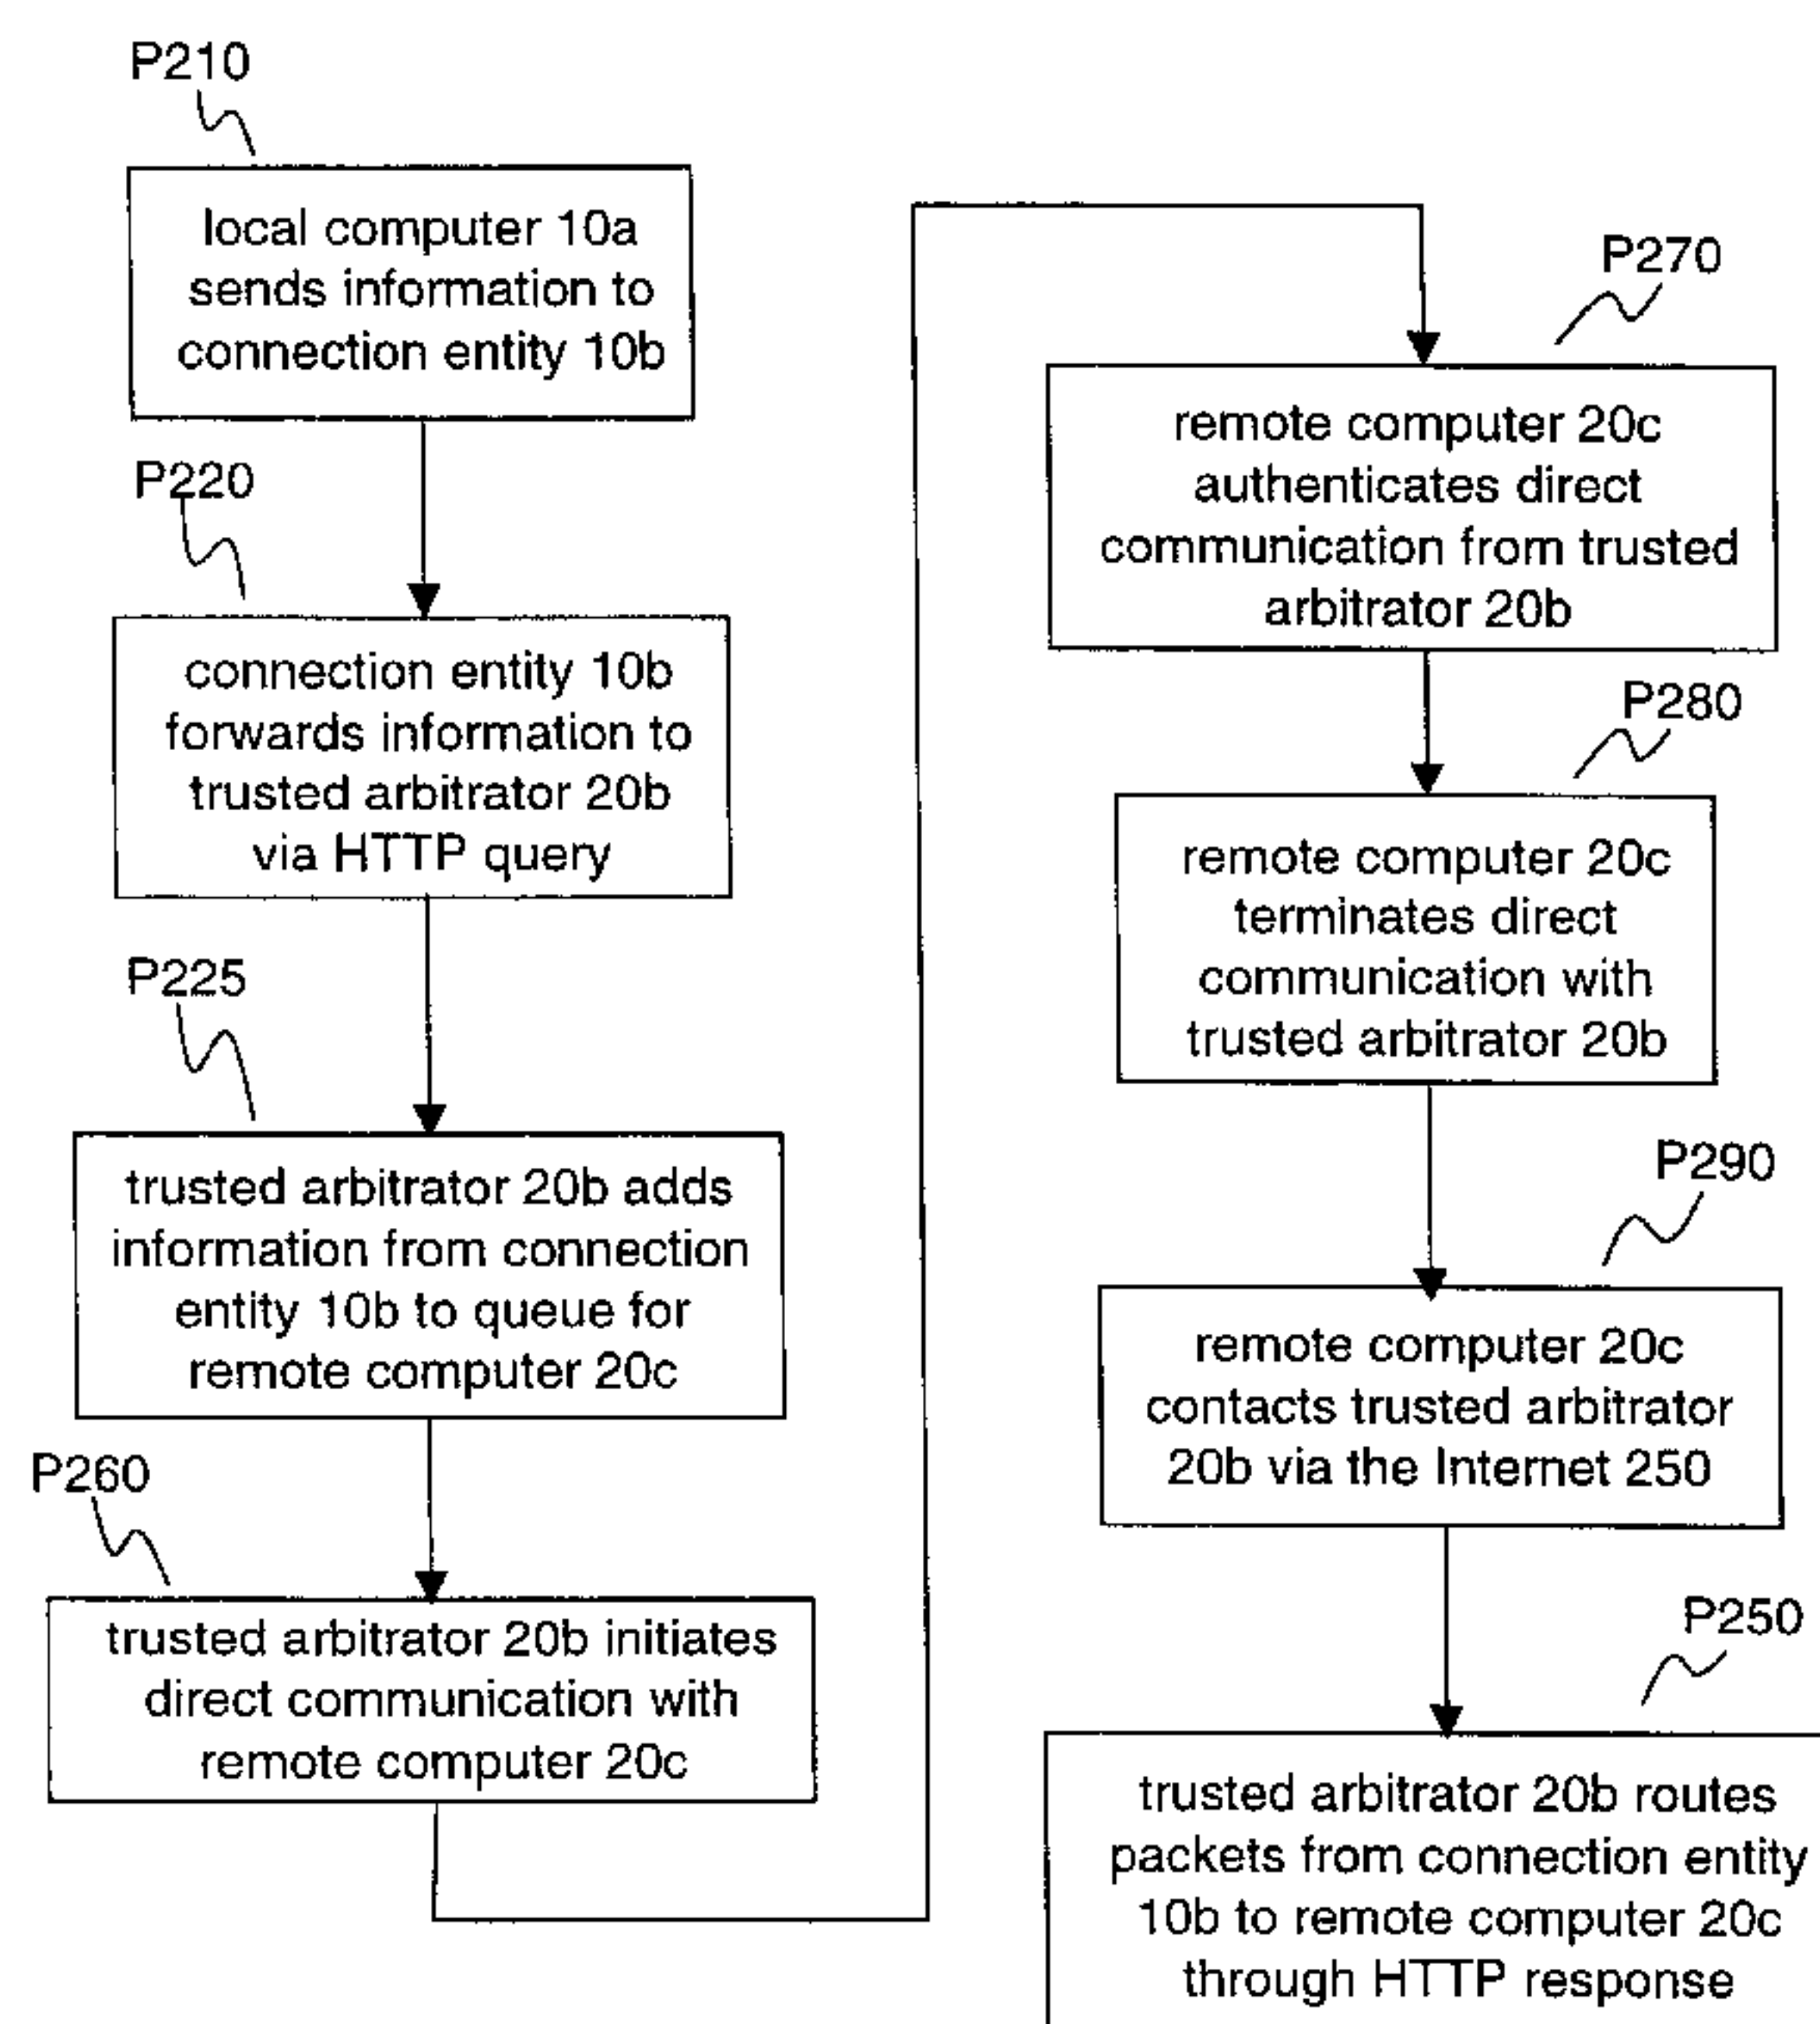 P210
local computer 10a
sends information to
connection entity 10b
P220
connection entity 10b
forwards information to
trusted arbitrator 20b
via HTTP query
P225
trusted arbitrator 20b adds
information from connection
entity 10b to queue for
remote computer 20c
P260
trusted arbitrator 20b initiates
direct communication with
remote computer 20c
P270
remote computer 20c
authenticates direct
communication from trusted
arbitrator 20b
P280
remote computer 20c
terminates direct
communication with
trusted arbitrator 20b
P290
remote computer 20c
contacts trusted arbitrator
20b via the Internet 250
P250
trusted arbitrator 20b routes
packets from connection entity
10b to remote computer 20c
through HTTP response